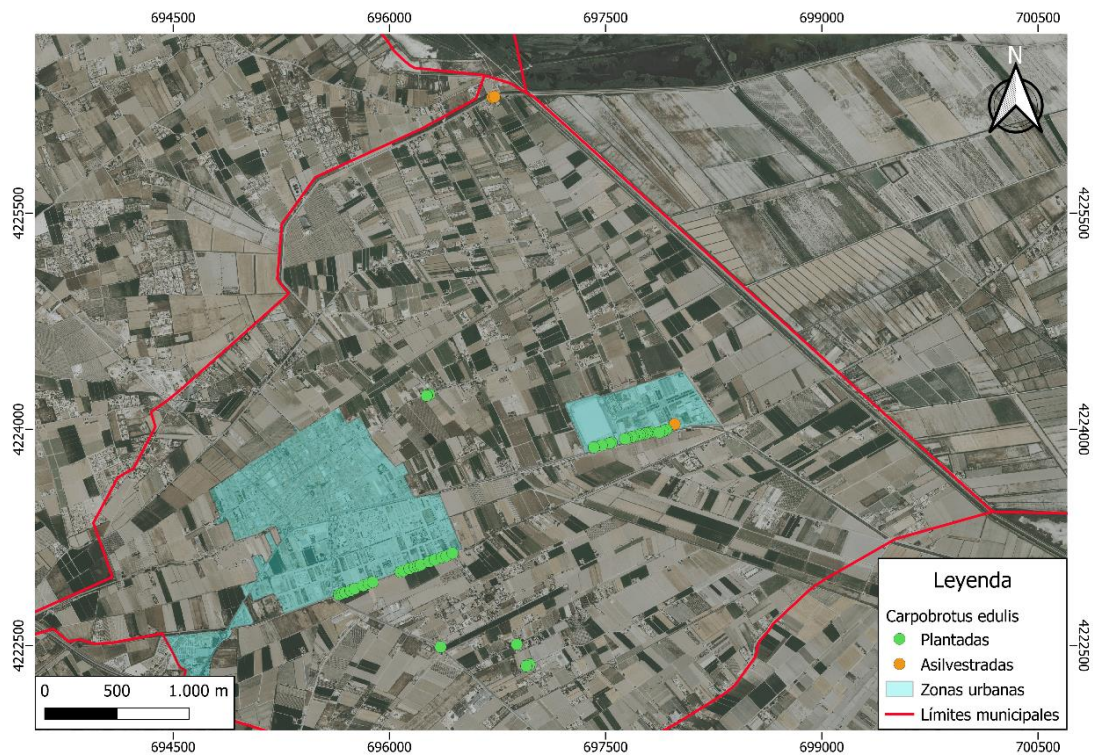 694500 696000 697500 699000 700500
N
4225500 4225500
4224000 4224000
4222500 4222500
Leyenda
Carpobrotus edulis
Plantadas
Asilvestradas
Zonas urbanas
Límites municipales
0 500 1.000 m
694500 696000 697500 699000 700500